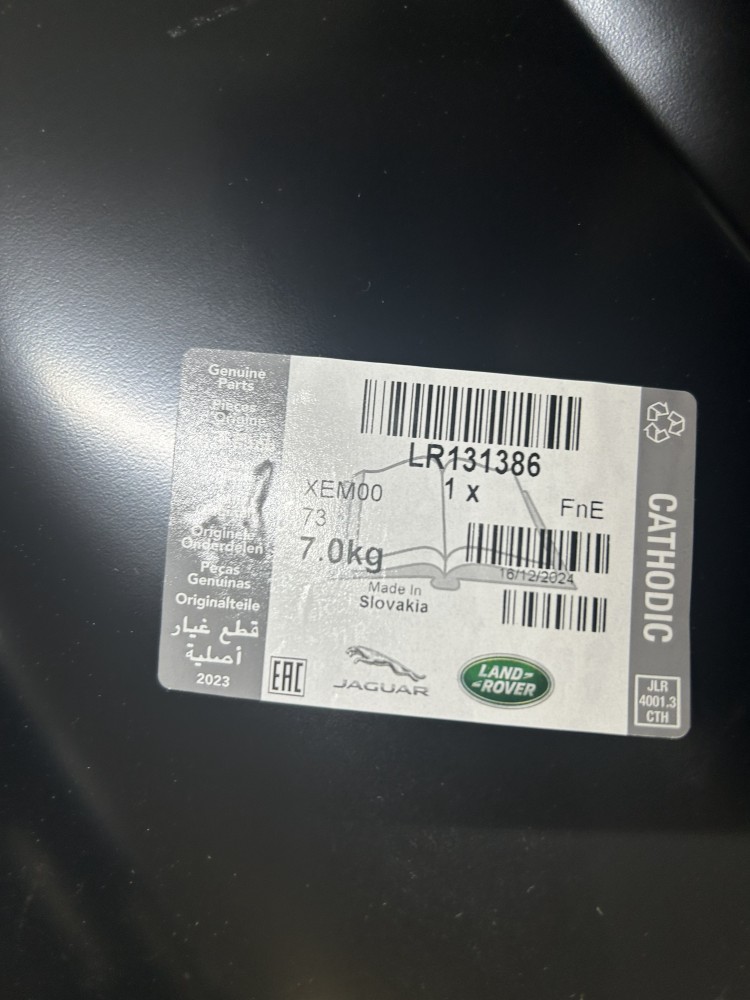 Genuine
Parts
Pièces
d'Origine
Originele
Onderdelen
Peças
Genuinas
Originalteile
قطع غيار
أصلية
2023
LR131386
1 x
XEM00
73
FnE
7.0kg
16/12/2024
Made In
Slovakia
EAC
JAGUAR
LAND
ROVER
CATHODIC
JLR
4001.3
CTH